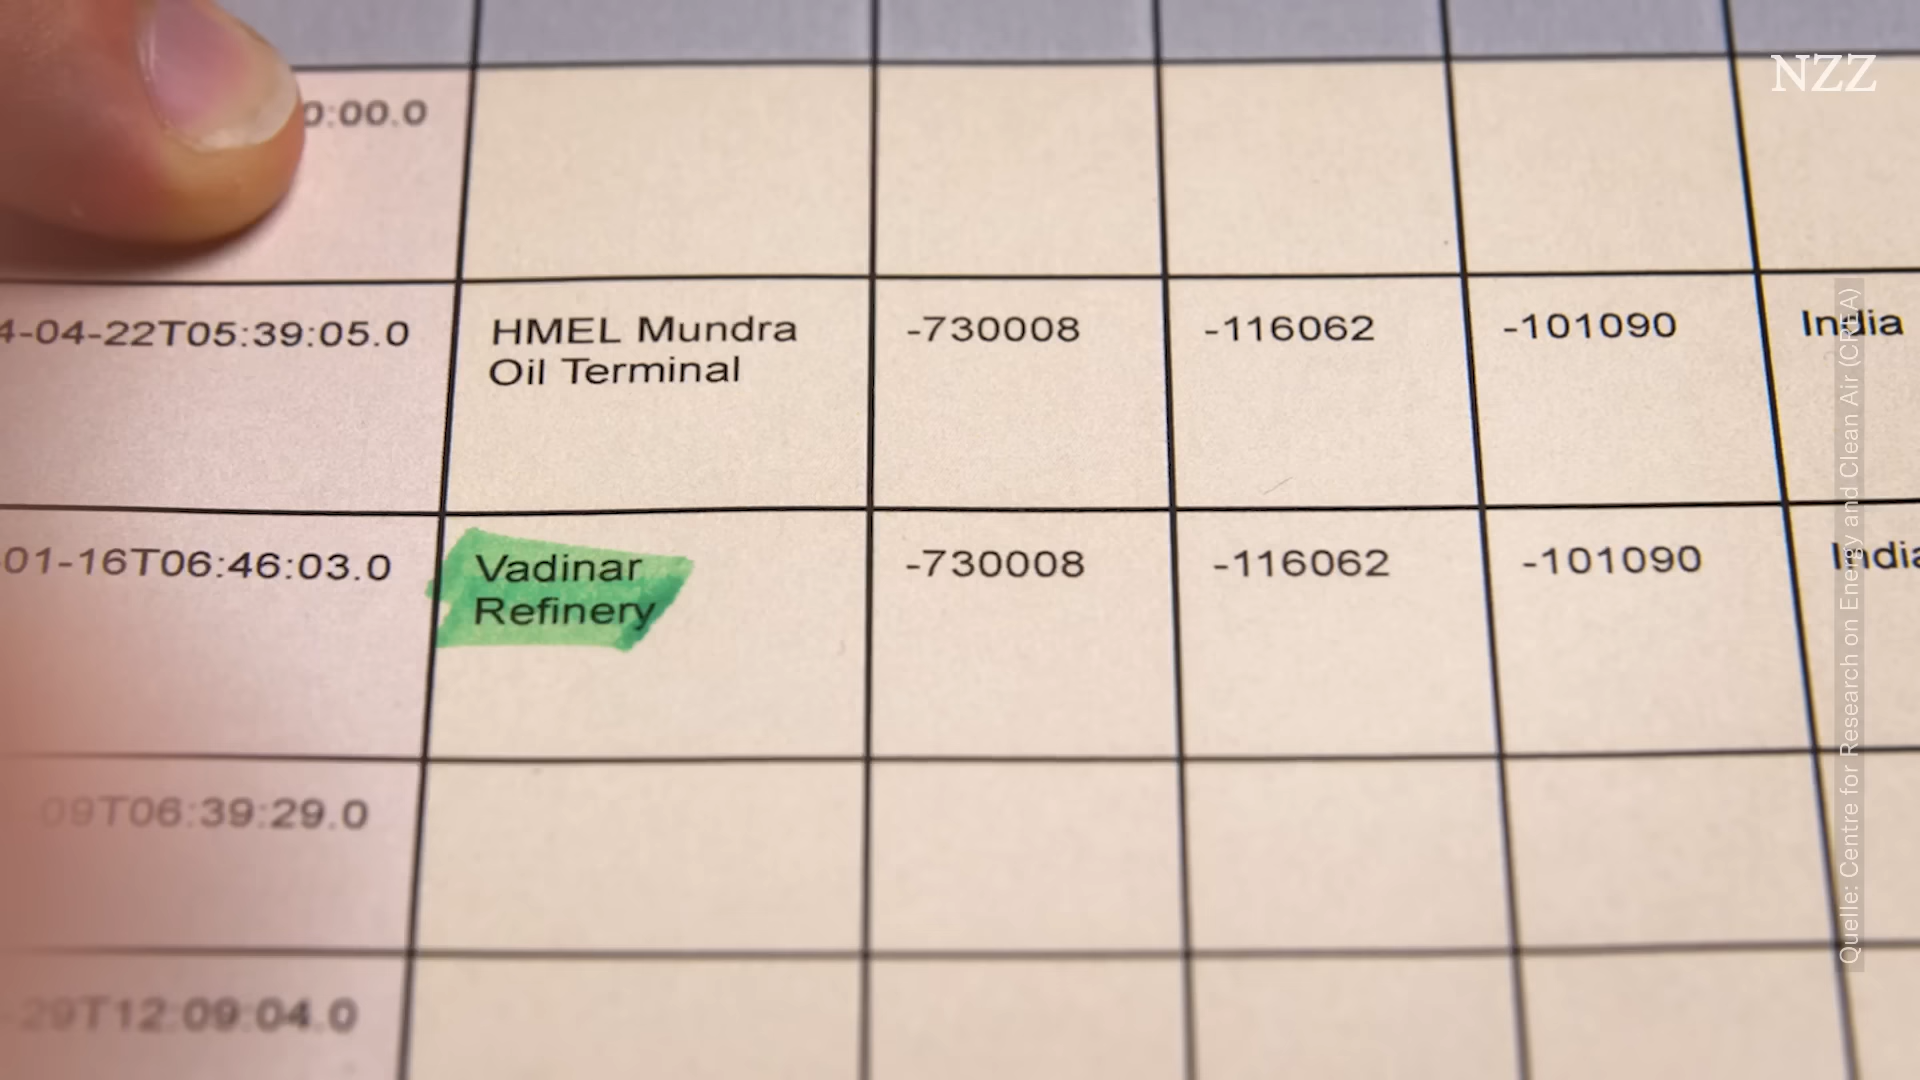 NZZ
0:00.0
4-04-22T05:39:05.0
HMEL Mundra
Oil Terminal
-730008
-116062
-101090
India
-01-16T06:46:03.0
Vadinar
Refinery
-730008
-116062
-101090
India
09T06:39:29.0
-29T12:09:04.0
Quelle: Centre for Research on Energy and Clean Air (CREA)